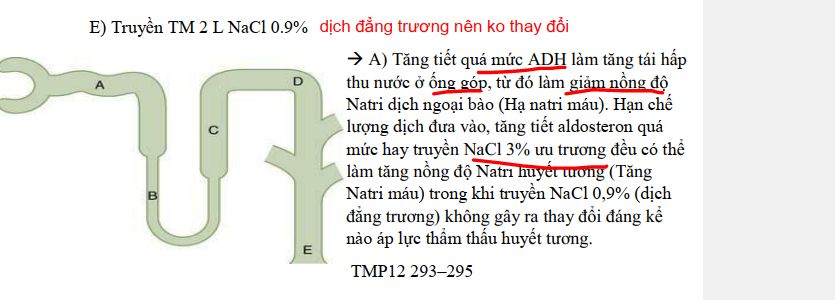 E) Truyền TM 2 L NaCl 0.9% dịch đẳng trương nên ko thay đổi
→ A) Tăng tiết quá mức ADH làm tăng tái hấp
thu nước ở ống góp, từ đó làm giảm nồng độ
Natri dịch ngoại bào (Hạ natri máu). Hạn chế
lượng dịch đưa vào, tăng tiết aldosteron quá
mức hay truyền NaCl 3% ưu trương đều có thể
làm tăng nồng độ Natri huyết tương (Tăng
Natri máu) trong khi truyền NaCl 0,9% (dịch
đẳng trương) không gây ra thay đổi đáng kể
nào áp lực thẩm thấu huyết tương.
TMP12 293–295
A
B
C
D
E